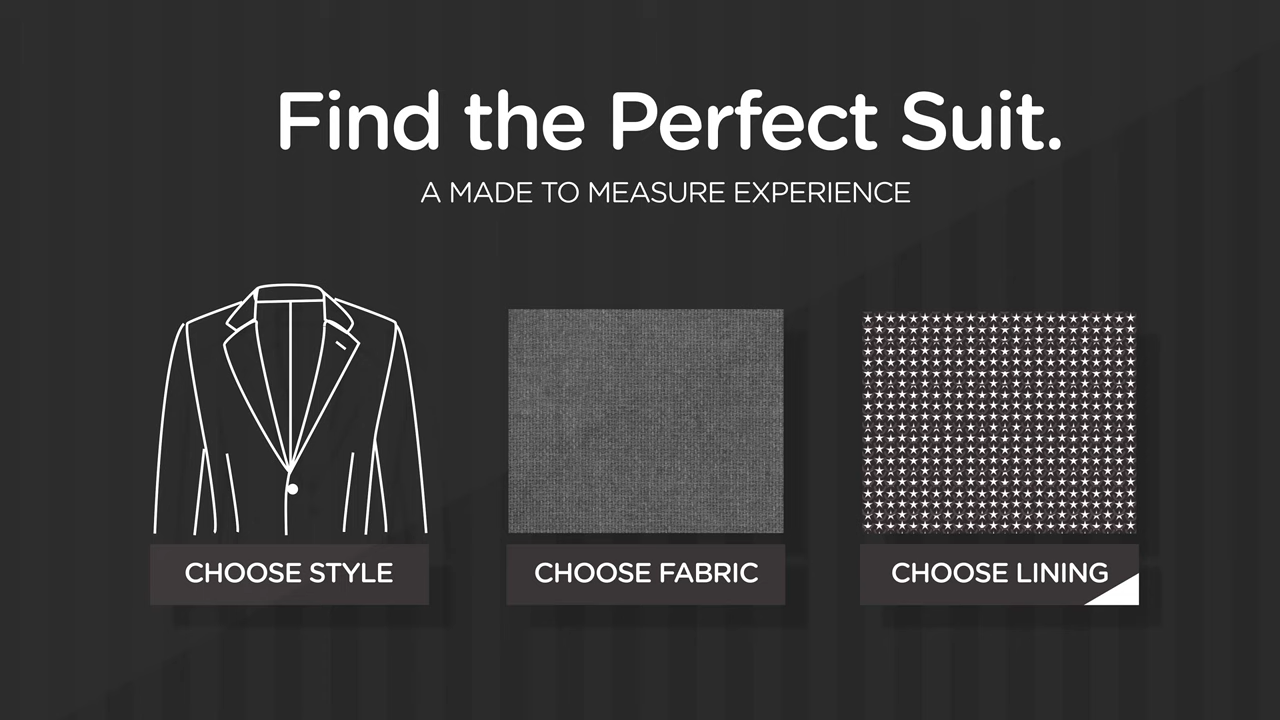 Find the Perfect Suit.
A MADE TO MEASURE EXPERIENCE
CHOOSE STYLE
CHOOSE FABRIC
CHOOSE LINING